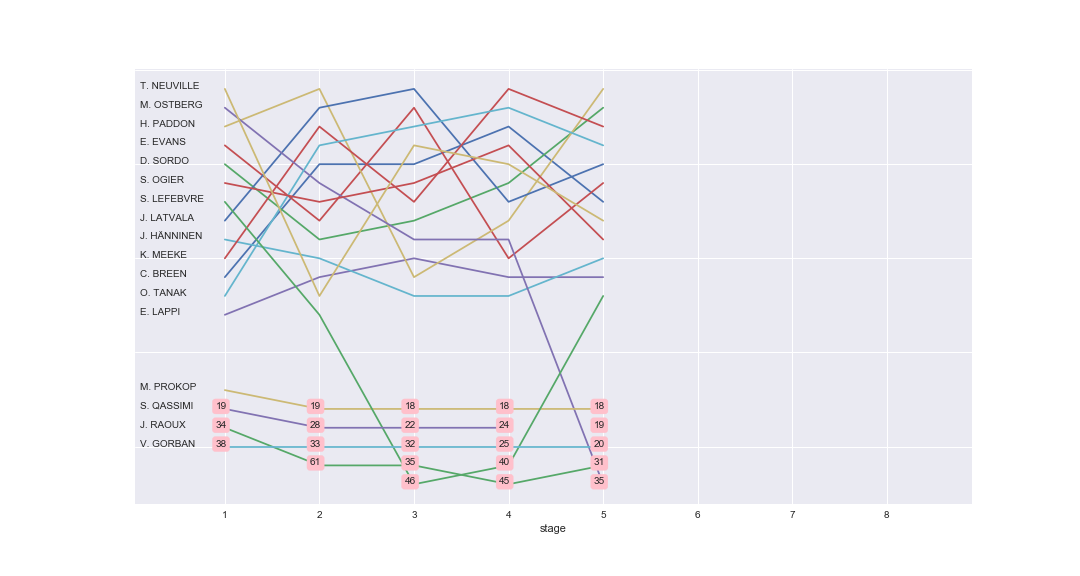 T. NEUVILLE
M. OSTBERG
H. PADDON
E. EVANS
D. SORDO
S. OGIER
S. LEFEBVRE
J. LATVALA
J. HÄNNINEN
K. MEEKE
C. BREEN
O. TANAK
E. LAPPI
M. PROKOP
S. QASSIMI 19 19 18 18 18
J. RAOUX 34 28 22 24 19
V. GORBAN 38 33 32 25 20
61 35 40 31
46 45 35
1 2 3 4 5 6 7 8
stage